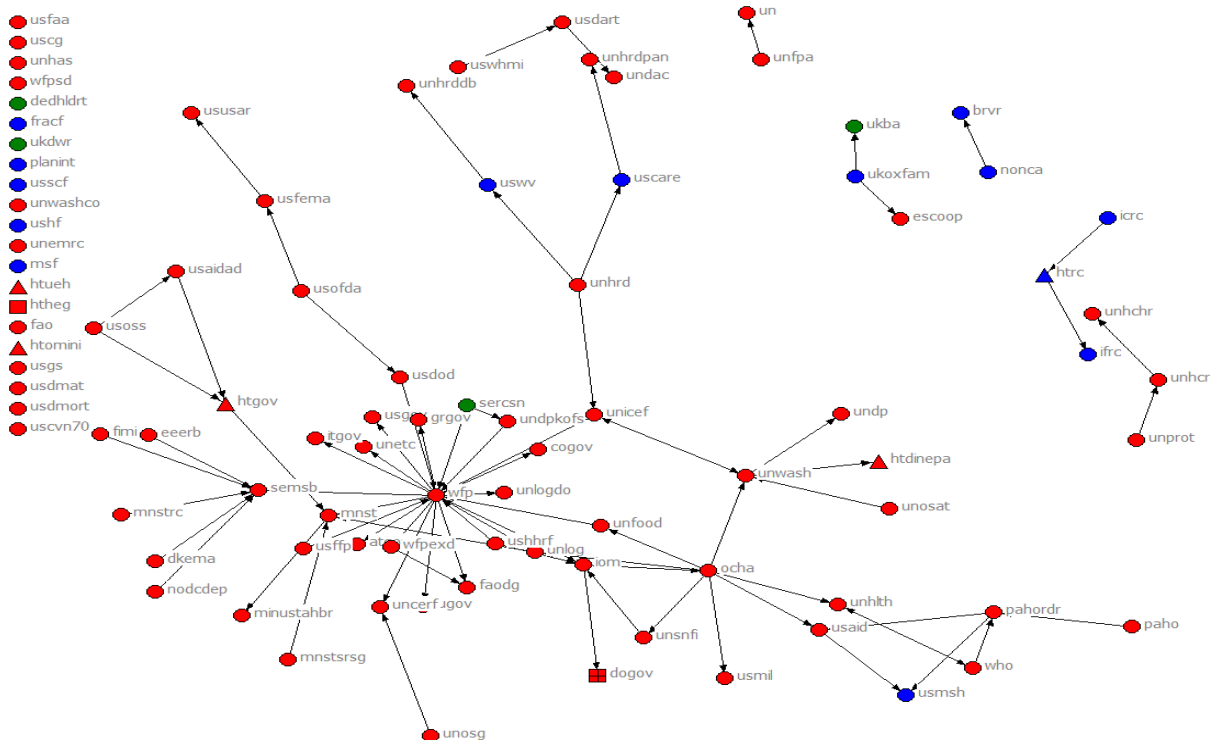 usfaa
uscg
unhas
wfpsd
dedhldrt
fracf
ukdwr
planint
usscf
unwashco
ushf
unemrc
msf
htueh
htheg
fao
htomini
usgs
usdmat
usdmort
uscvn70
un
usdart
unhrdpan
unfpa
uswhmi
undac
unhrddb
ususar
brvr
ukba
nonca
ukoxfam
uscare
uswv
usfema
escoop
icrc
usaidad
htrc
unhrd
usofda
unhchr
usoss
ifrc
usdod
unhcr
htgov
sercsn
unicef
undp
grgov
undpkofs
fimi
eeerb
itgov
unetc
cogov
unprot
htdinepa
unwash
semsb
wfp
unlogdo
unosat
mnstrc
mnst
unfood
usffp
wfpexd
ushhrf
unlog
dkema
iom
ocha
nodcdep
faodg
minustahbr
uncerf
unhlth
pahordr
paho
usaid
unsnfi
mnstsrsg
who
dogov
usmil
usmsh
unosg